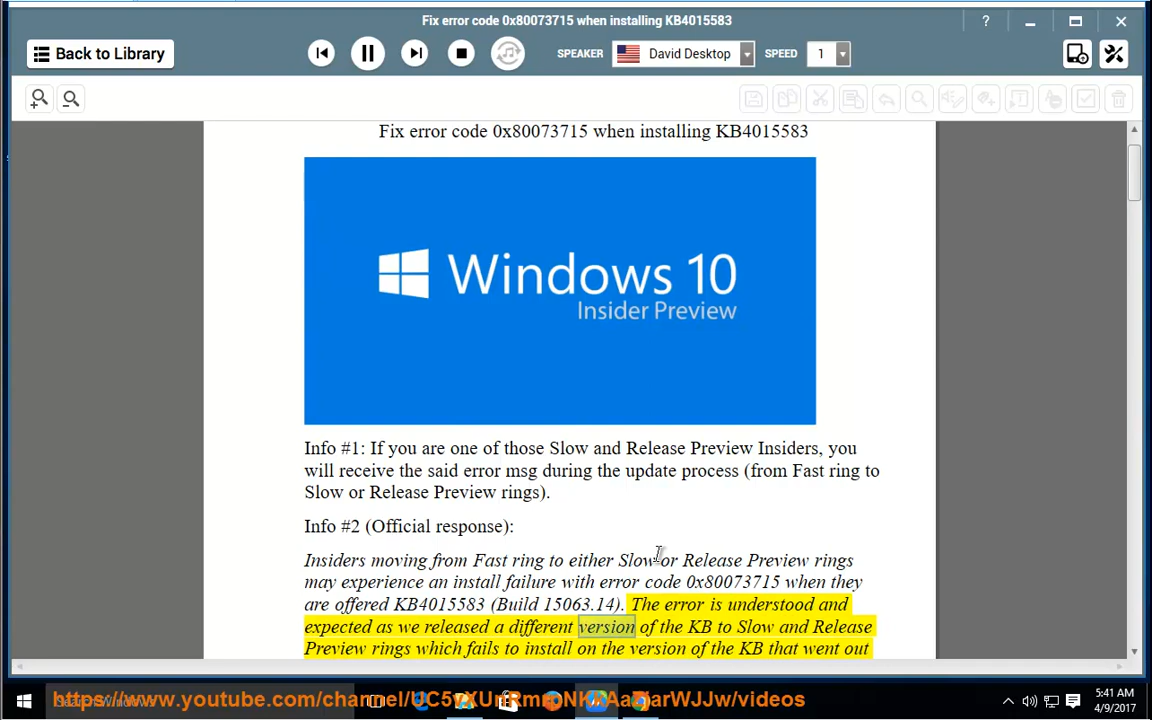 Fix error code 0x80073715 when installing KB4015583
?
Back to Library
SPEAKER
David Desktop
SPEED
1
Fix error code 0x80073715 when installing KB4015583
Windows 10
Insider Preview
Info #1: If you are one of those Slow and Release Preview Insiders, you
will receive the said error msg during the update process (from Fast ring to
Slow or Release Preview rings).
Info #2 (Official response):
Insiders moving from Fast ring to either Slow or Release Preview rings
may experience an install failure with error code 0x80073715 when they
are offered KB4015583 (Build 15063.14). The error is understood and
expected as we released a different version of the KB to Slow and Release
Preview rings which fails to install on the version of the KB that went out
5:41 AM
4/9/2017